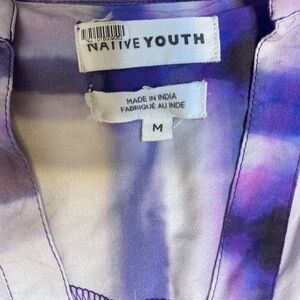 NATIVE YOUTH
MADE IN INDIA
FABRIQUÉ AU INDE
M